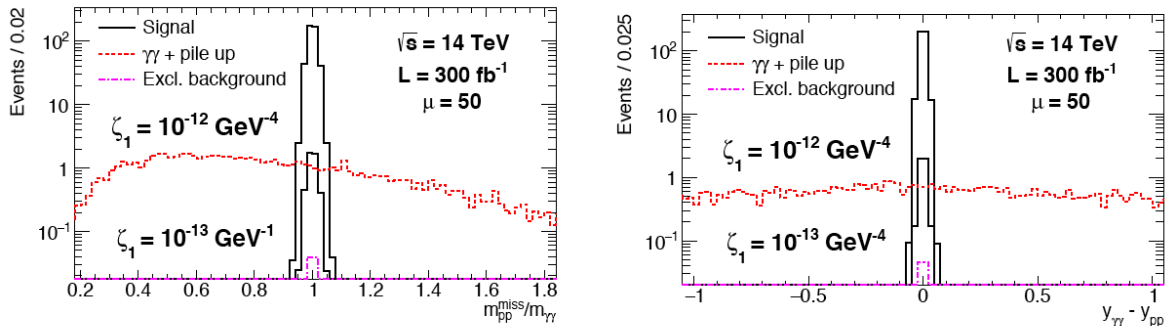 Events / 0.02
10²
10
1
10⁻¹
Signal
γγ + pile up
Excl. background
√s = 14 TeV
L = 300 fb⁻¹
μ = 50
ζ₁ = 10⁻¹² GeV⁻⁴
ζ₁ = 10⁻¹³ GeV⁻¹
0.2 0.4 0.6 0.8 1 1.2 1.4 1.6 1.8
m_pp^miss/m_γγ
Events / 0.025
10²
10
1
10⁻¹
Signal
γγ + pile up
Excl. background
√s = 14 TeV
L = 300 fb⁻¹
μ = 50
ζ₁ = 10⁻¹² GeV⁻⁴
ζ₁ = 10⁻¹³ GeV⁻⁴
−1 −0.5 0 0.5 1
y_γγ - y_pp